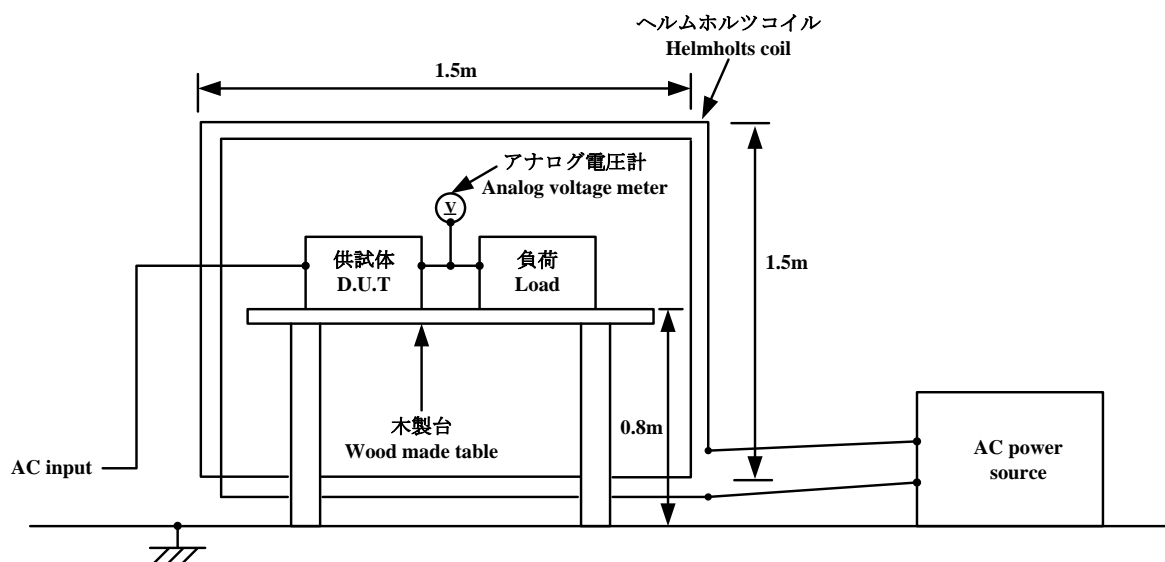 ヘルムホルツコイル
Helmholts coil
1.5m
アナログ電圧計
Analog voltage meter
V
供試体
D.U.T
負荷
Load
1.5m
木製台
Wood made table
0.8m
AC input
AC power
source